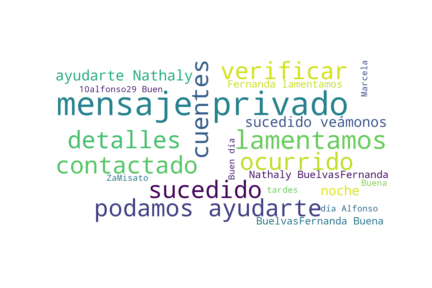 ayudarte Nathaly
cuentes
verificar
Marcela
10alfonso29 Buen
Fernanda lamentamos
mensaje privado
sucedido veámonos
detalles
Buen día
lamentamos
contactado
ocurrido
ZaMisato
Nathaly BuelvasFernanda
sucedido
tardes
noche
Buena
podamos ayudarte
día Alfonso
BuelvasFernanda Buena